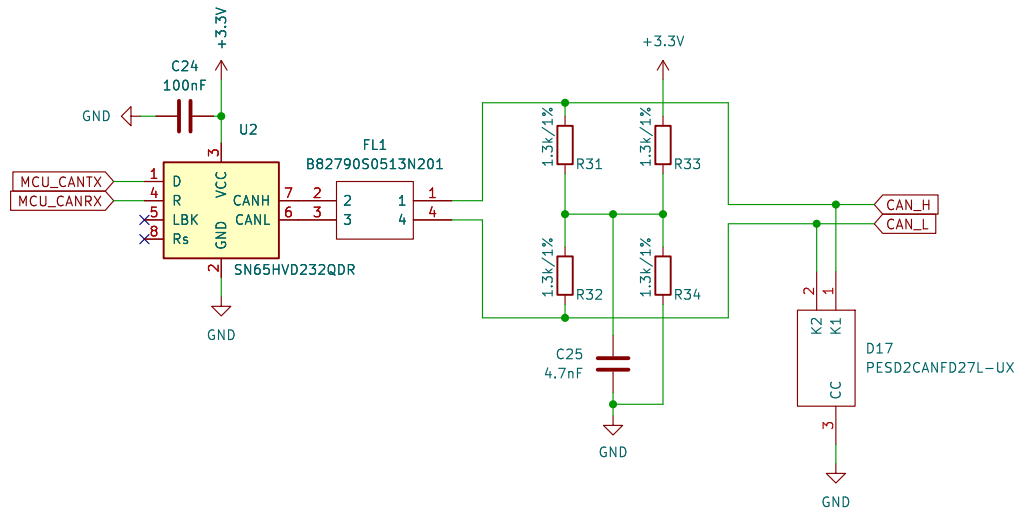 +3.3V
C24
100nF
GND
U2
3
VCC
MCU_CANTX
1
D
MCU_CANRX
4
R
5
LBK
8
Rs
GND
2
CANH
7
CANL
6
SN65HVD232QDR
GND
FL1
B82790S0513N201
2
2
1
1
3
3
4
4
+3.3V
1.3k/1%
R31
1.3k/1%
R33
1.3k/1%
R32
1.3k/1%
R34
C25
4.7nF
GND
CAN_H
CAN_L
2
1
K2
K1
D17
PESD2CANFD27L-UX
CC
3
GND